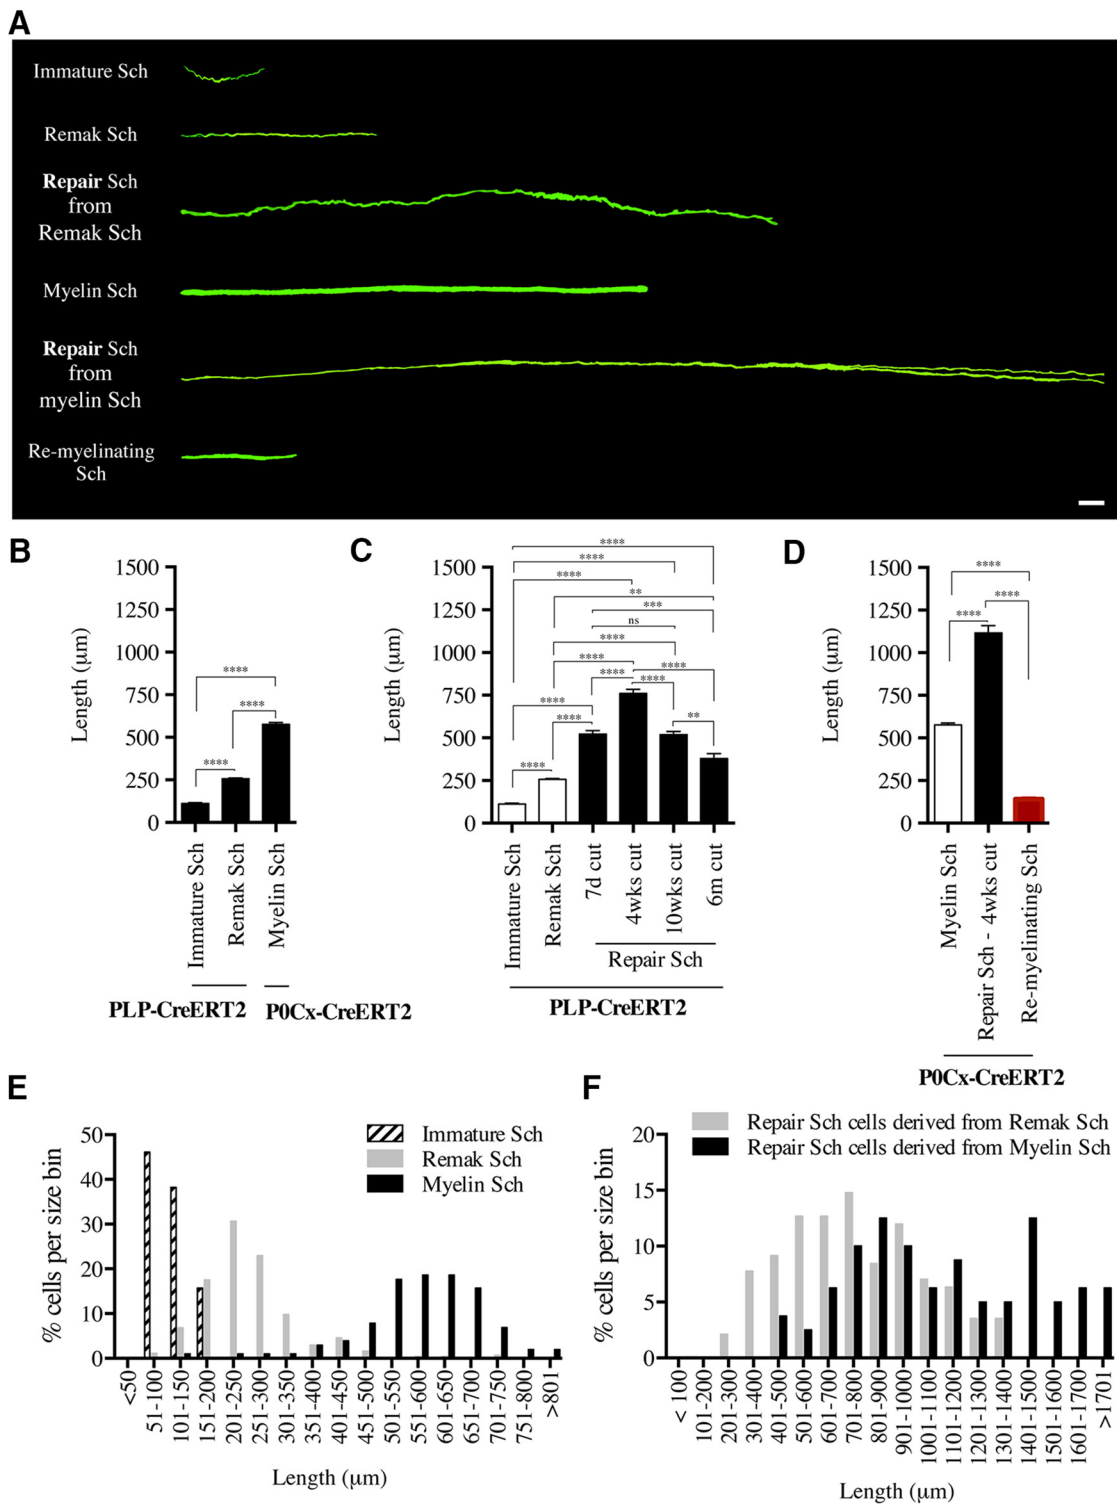 A
Immature Sch
Remak Sch
Repair Sch
from
Remak Sch
Myelin Sch
Repair Sch
from
myelin Sch
Re-myelinating
Sch
B
Length (μm)
1500
1250
1000
750
500
250
0
****
****
****
Immature Sch
Remak Sch
Myelin Sch
PLP-CreERT2
P0Cx-CreERT2
C
Length (μm)
1500
1250
1000
750
500
250
0
****
****
****
**
***
ns
****
****
****
****
****
****
**
****
****
Immature Sch
Remak Sch
7d cut
4wks cut
10wks cut
6m cut
Repair Sch
PLP-CreERT2
D
Length (μm)
1500
1250
1000
750
500
250
0
****
****
****
Myelin Sch
Repair Sch - 4wks cut
Re-myelinating Sch
P0Cx-CreERT2
E
% cells per size bin
50
40
30
20
10
0
Immature Sch
Remak Sch
Myelin Sch
<50
51-100
101-150
151-200
201-250
251-300
301-350
351-400
401-450
451-500
501-550
551-600
601-650
651-700
701-750
751-800
>801
Length (μm)
F
% cells per size bin
20
15
10
5
0
Repair Sch cells derived from Remak Sch
Repair Sch cells derived from Myelin Sch
< 100
101-200
201-300
301-400
401-500
501-600
601-700
701-800
801-900
901-1000
1001-1100
1101-1200
1201-1300
1301-1400
1401-1500
1501-1600
1601-1700
> 1701
Length (μm)